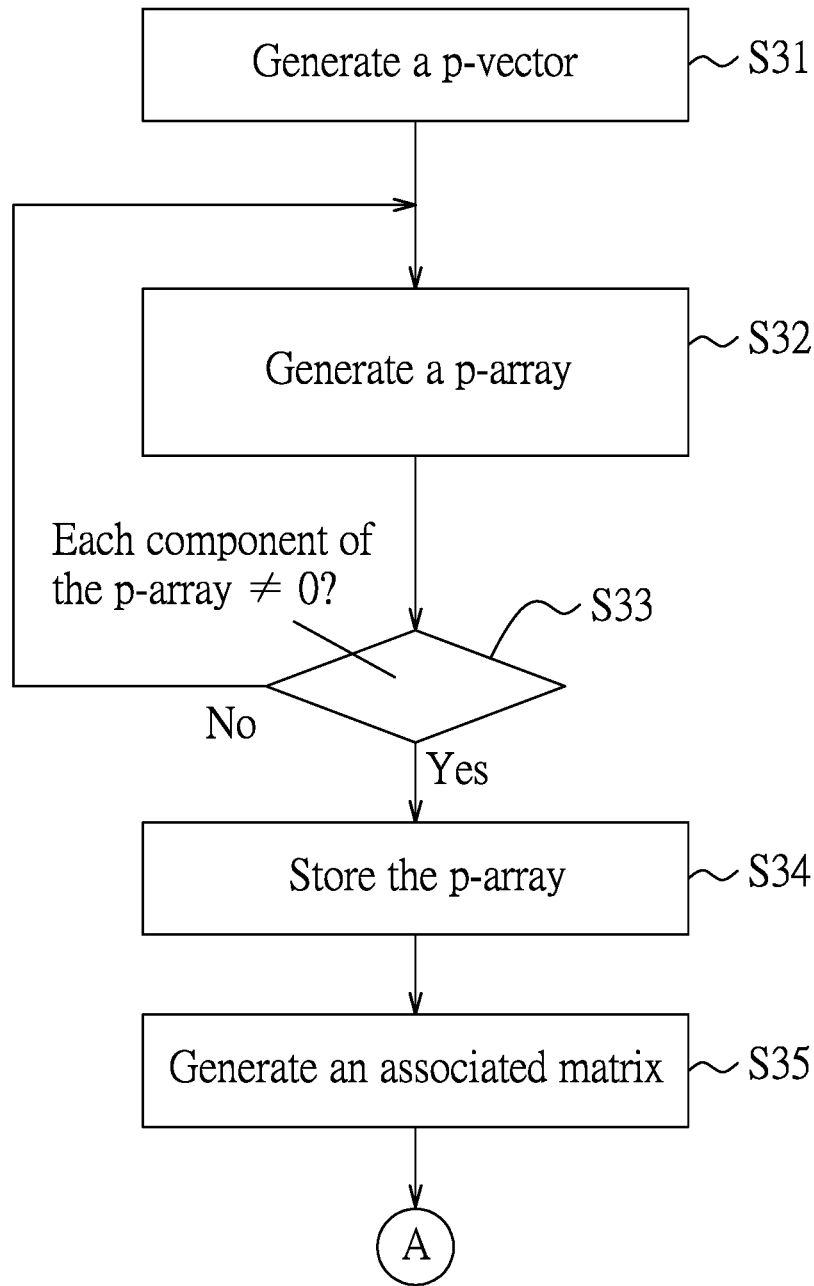 Generate a p-vector
S31
Generate a p-array
S32
Each component of
the p-array ≠ 0?
S33
No
Yes
Store the p-array
S34
Generate an associated matrix
S35
A